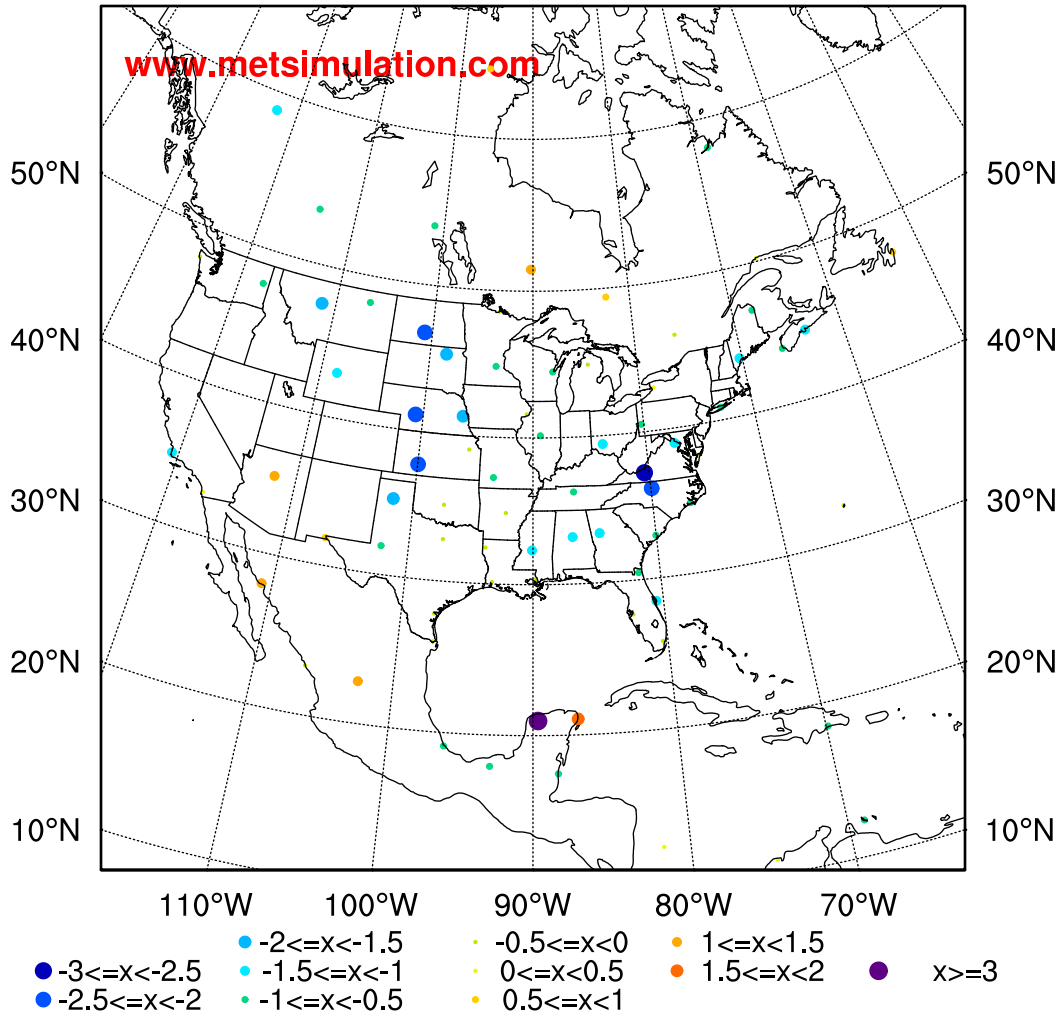 www.metsimulation.com
50°N 50°N
40°N 40°N
30°N 30°N
20°N 20°N
10°N 10°N
110°W 100°W 90°W 80°W 70°W
-2<=x<-1.5 -0.5<=x<0 1<=x<1.5
-3<=x<-2.5 -1.5<=x<-1 0<=x<0.5 1.5<=x<2 x>=3
-2.5<=x<-2 -1<=x<-0.5 0.5<=x<1